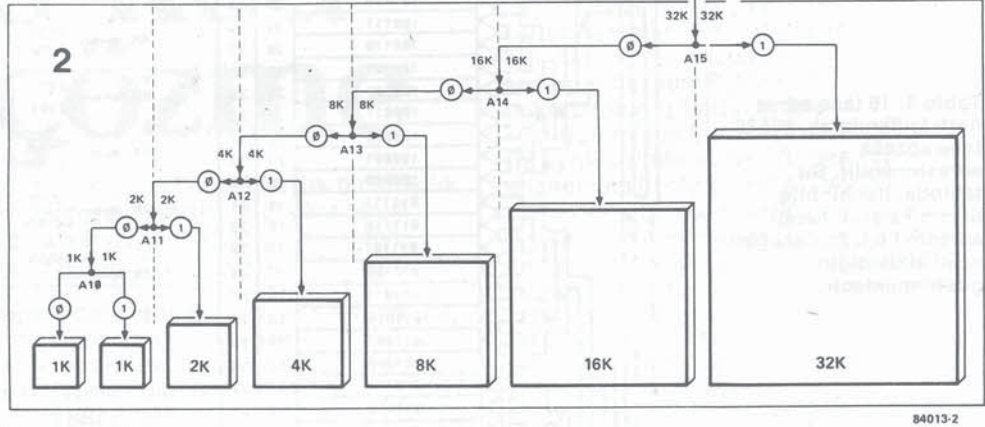 2
32K 32K
Ø A15 1
16K 16K
Ø A14 1
8K 8K
Ø A13 1
4K 4K
Ø A12 1
2K 2K
Ø A11 1
1K 1K
A10
Ø 1
1K 1K 2K 4K 8K 16K 32K
84013-2